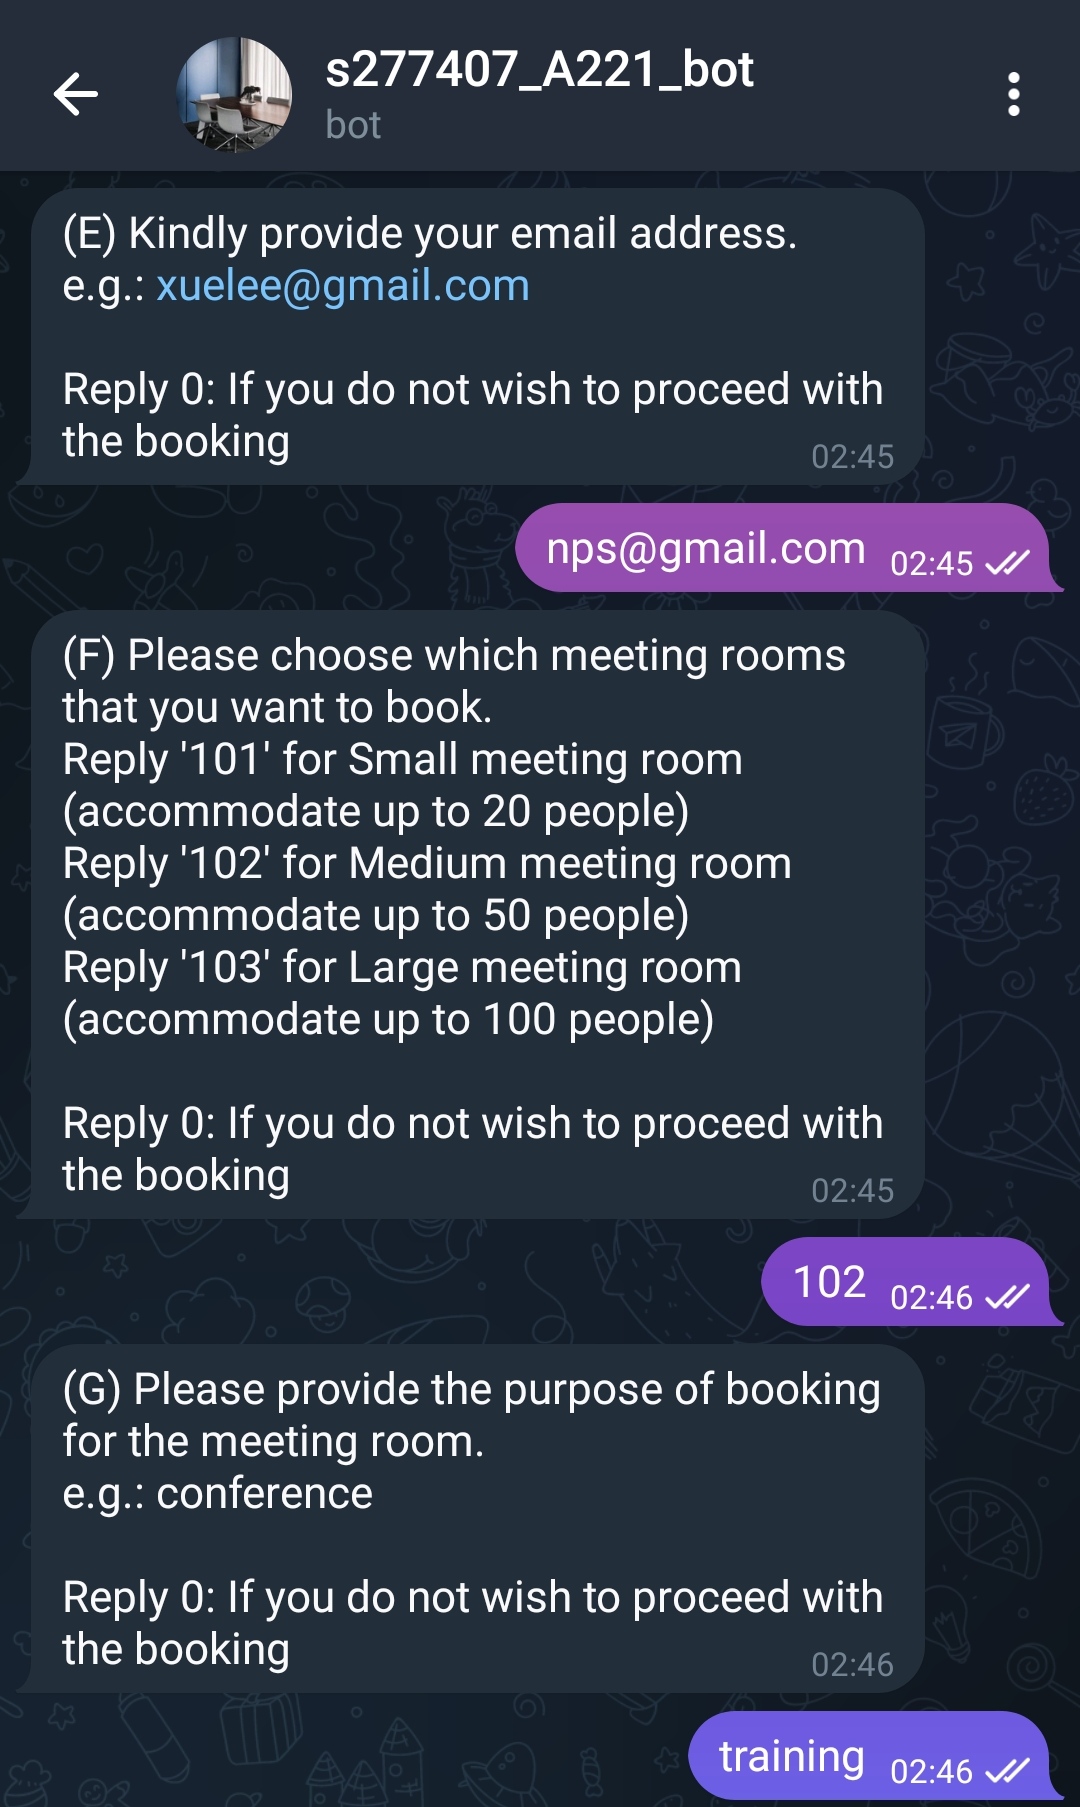 s277407_A221_bot
bot
(E) Kindly provide your email address.
e.g.: xuelee@gmail.com
Reply 0: If you do not wish to proceed with
the booking
02:45
nps@gmail.com 02:45
(F) Please choose which meeting rooms
that you want to book.
Reply '101' for Small meeting room
(accommodate up to 20 people)
Reply '102' for Medium meeting room
(accommodate up to 50 people)
Reply '103' for Large meeting room
(accommodate up to 100 people)
Reply 0: If you do not wish to proceed with
the booking
02:45
102 02:46
(G) Please provide the purpose of booking
for the meeting room.
e.g.: conference
Reply 0: If you do not wish to proceed with
the booking
02:46
training 02:46